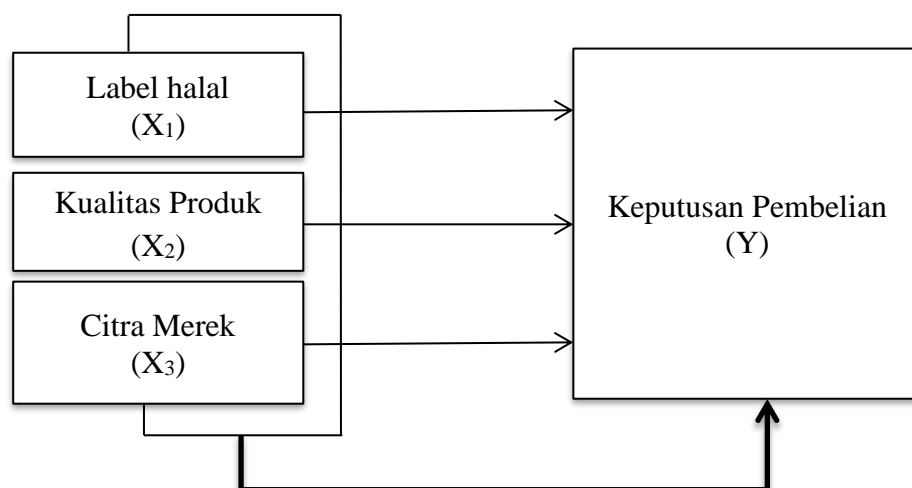 Label halal
(X₁)
Kualitas Produk
(X₂)
Citra Merek
(X₃)
Keputusan Pembelian
(Y)